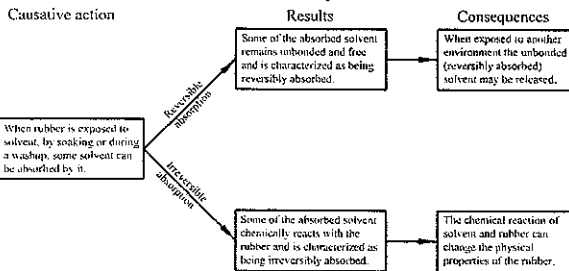 Causative action
Results
Consequences
Some of the absorbed solvent
remains unbonded and free
and is characterized as being
reversibly absorbed.
When exposed to another
environment the unbonded
(reversibly absorbed)
solvent may be released.
Reversible
absorption
When rubber is exposed to
solvent, by soaking or during
a washup, some solvent can
be absorbed by it.
Irreversible
absorption
Some of the absorbed solvent
chemically reacts with the
rubber and is characterized as
being irreversibly absorbed.
The chemical reaction of
solvent and rubber can
change the physical
properties of the rubber.